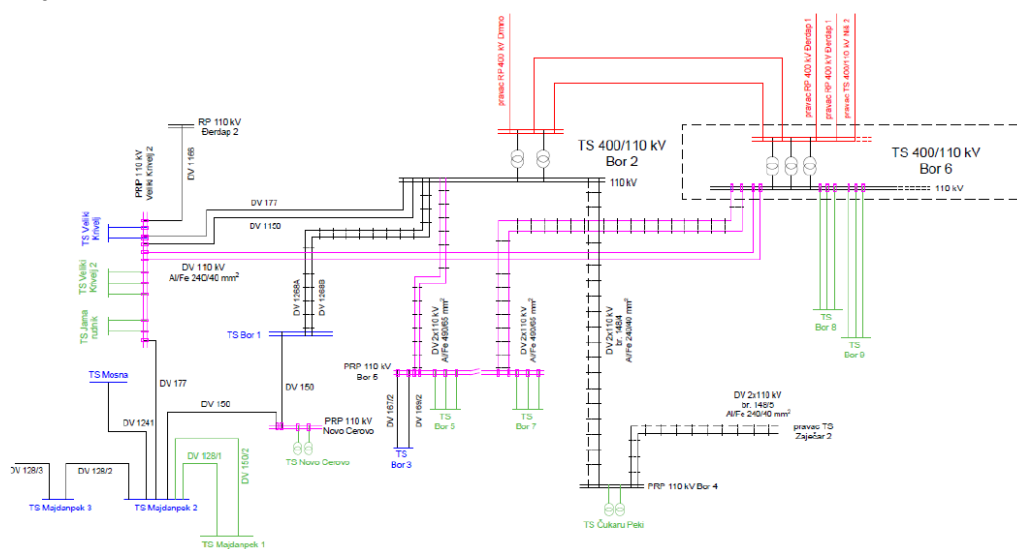 pravac RP 400 kV Drmno
pravac RP 400 kV Đerdap 1
pravac RP 400 kV Đerdap 1
pravac TS 400/110 kV Niš 2
RP 110 kV
Đerdap 2
TS 400/110 kV
Bor 2
TS 400/110 kV
Bor 6
110 kV
110 kV
DV 1166
PRP 110 kV
Veliki Krivelj 2
DV 177
DV 1150
TS Veliki
Krivelj
TS Veliki
Krivelj 2
TS Jama
rudnik
DV 110 kV
Al/Fe 240/40 mm²
DV 1268A
DV 1268B
TS Bor 1
DV 2x110 kV
Al/Fe 490/65 mm²
DV 2x110 kV
Al/Fe 490/65 mm²
DV 2x110 kV
br. 148/4
Al/Fe 240/40 mm²
TS
Bor 8
TS
Bor 9
PRP 110 kV
Bor 5
TS Mosna
DV 177
DV 150
DV 150
DV 1241
PRP 110 kV
Novo Cerovo
TS Novo Cerovo
DV 167/2
DV 169/2
TS
Bor 3
TS
Bor 5
TS
Bor 7
DV 2x110 kV
br. 148/5
Al/Fe 240/40 mm²
pravac TS
Zaječar 2
DV 128/3
DV 128/2
DV 128/1
DV 150/2
TS Majdanpek 3
TS Majdanpek 2
TS Majdanpek 1
PRP 110 kV Bor 4
TS Čukaru Peki